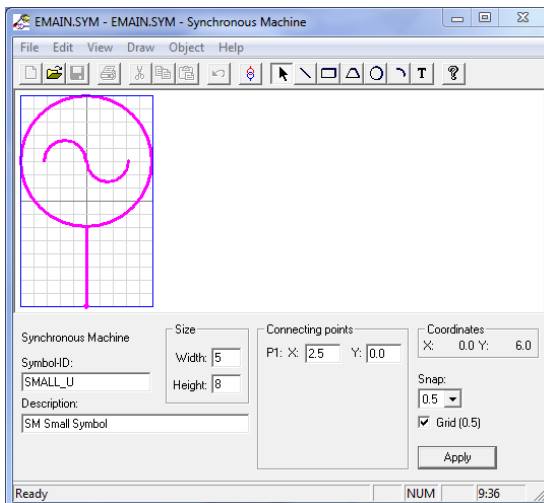 EMAIN.SYM - EMAIN.SYM - Synchronous Machine
File Edit View Draw Object Help
T ?
Synchronous Machine
Symbol-ID:
SMALL_U
Description:
SM Small Symbol
Size
Width: 5
Height: 8
Connecting points
P1: X: 2.5 Y: 0.0
Coordinates
X: 0.0 Y: 6.0
Snap:
0.5
Grid (0.5)
Apply
Ready NUM 9:36